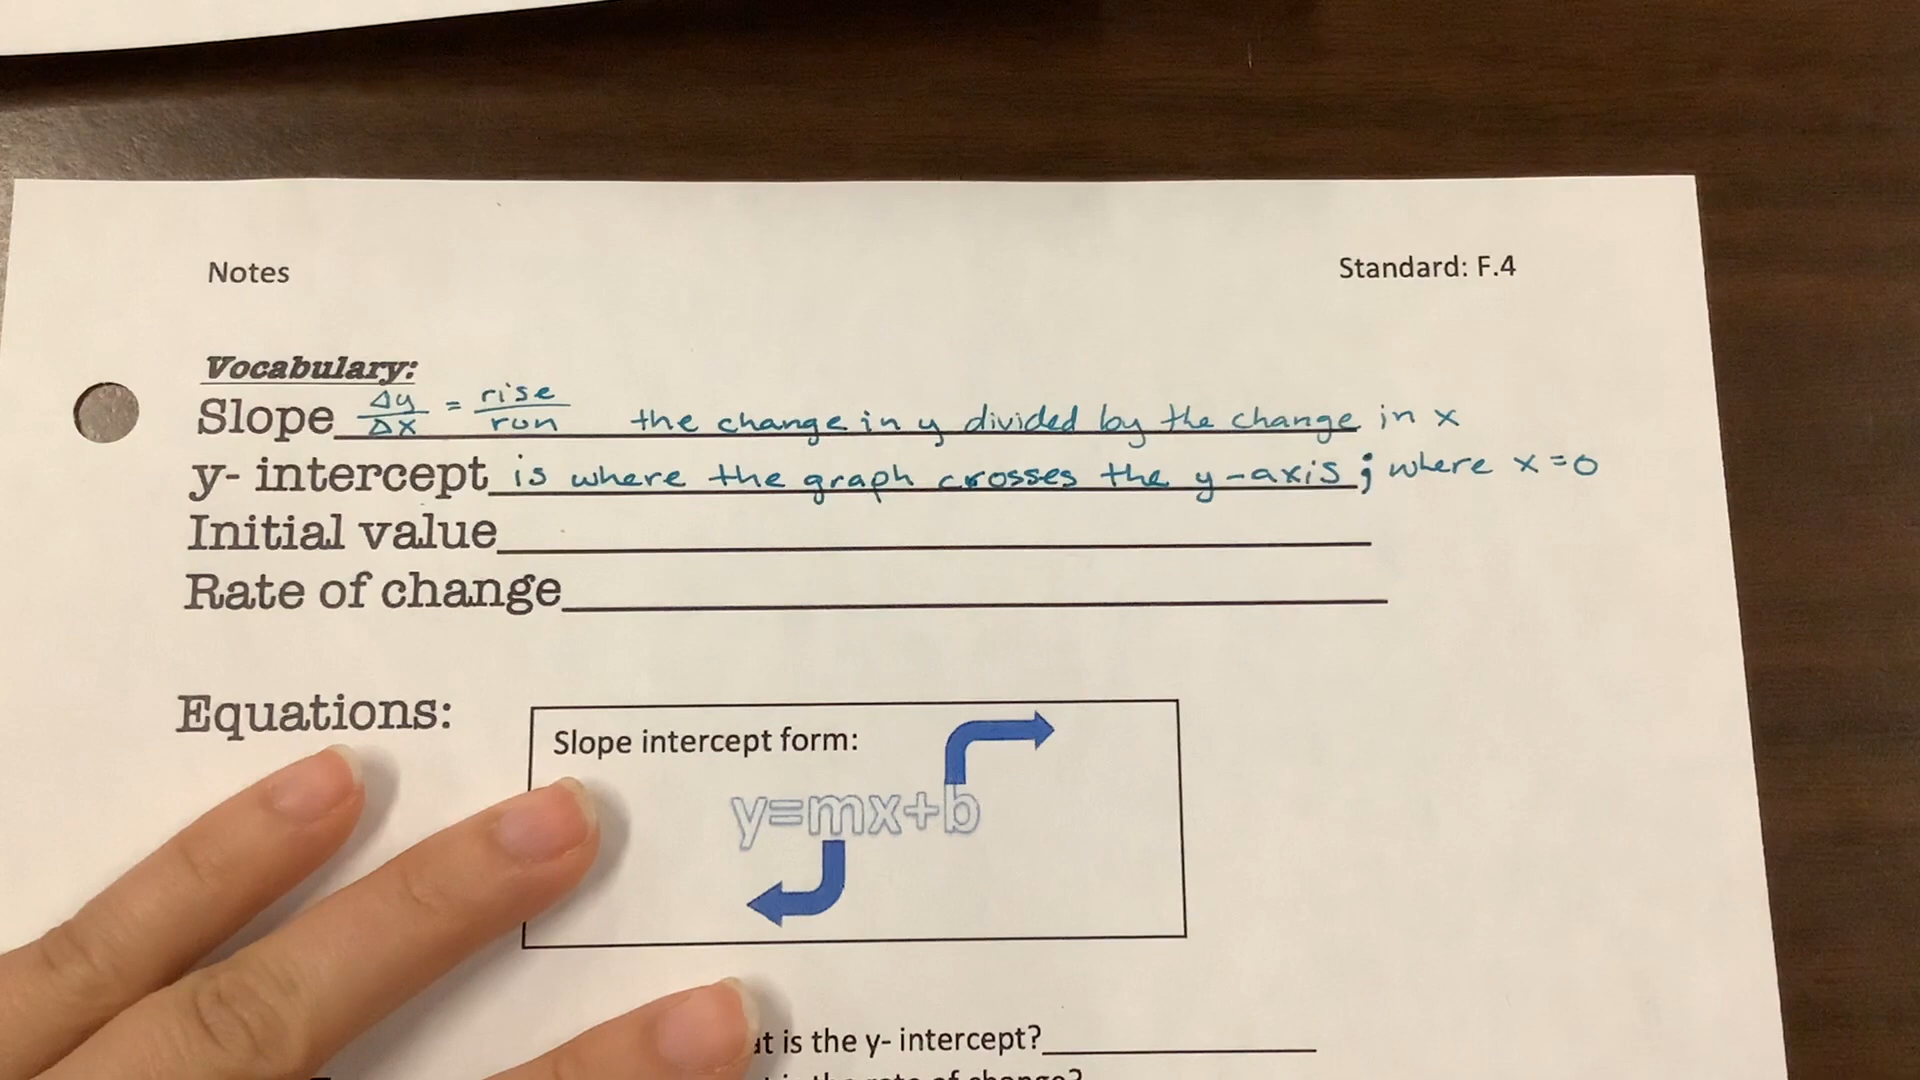 Notes
Standard: F.4
Vocabulary:
Slope Δy/Δx = rise/run the change in y divided by the change in x
y- intercept is where the graph crosses the y-axis; where x=0
Initial value
Rate of change
Equations:
Slope intercept form:
y=mx+b
is the y- intercept?